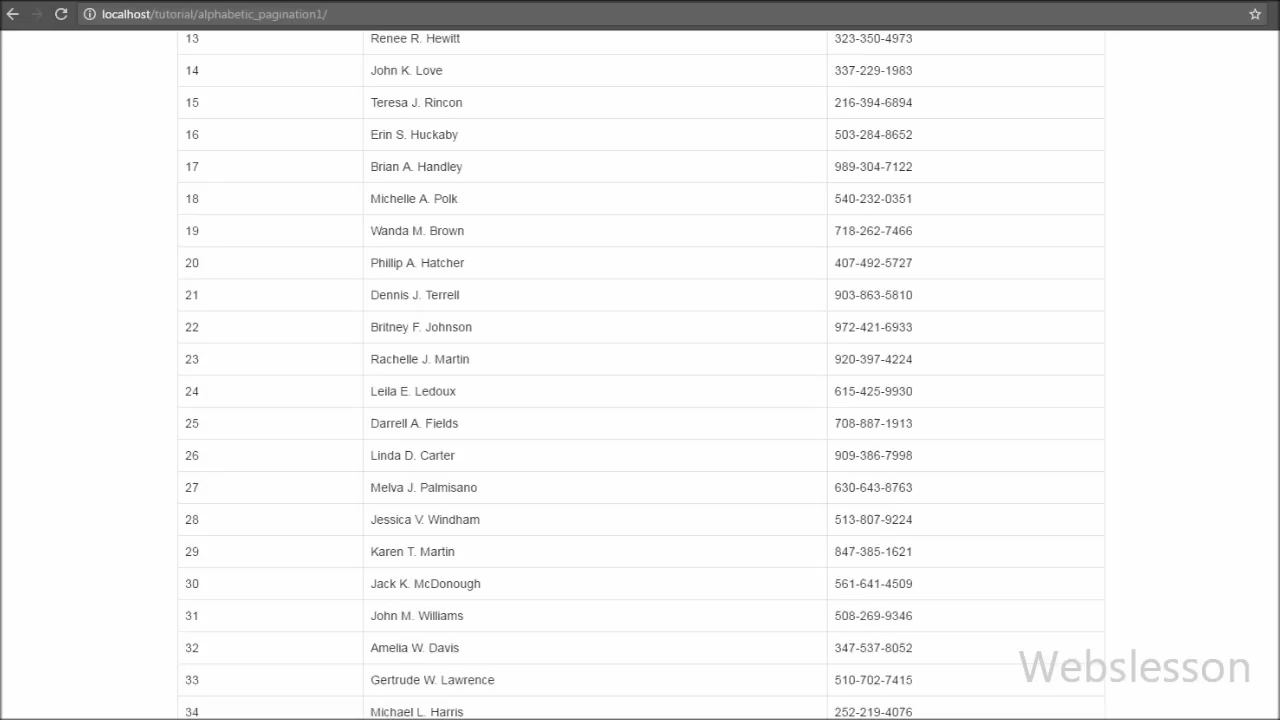 localhost/tutorial/alphabetic_pagination1/
13 Renee R. Hewitt 323-350-4973
14 John K. Love 337-229-1983
15 Teresa J. Rincon 216-394-6894
16 Erin S. Huckaby 503-284-8652
17 Brian A. Handley 989-304-7122
18 Michelle A. Polk 540-232-0351
19 Wanda M. Brown 718-262-7466
20 Phillip A. Hatcher 407-492-5727
21 Dennis J. Terrell 903-863-5810
22 Britney F. Johnson 972-421-6933
23 Rachelle J. Martin 920-397-4224
24 Leila E. Ledoux 615-425-9930
25 Darrell A. Fields 708-887-1913
26 Linda D. Carter 909-386-7998
27 Melva J. Palmisano 630-643-8763
28 Jessica V. Windham 513-807-9224
29 Karen T. Martin 847-385-1621
30 Jack K. McDonough 561-641-4509
31 John M. Williams 508-269-9346
32 Amelia W. Davis 347-537-8052
33 Gertrude W. Lawrence 510-702-7415
34 Michael L. Harris 252-219-4076
Webslesson